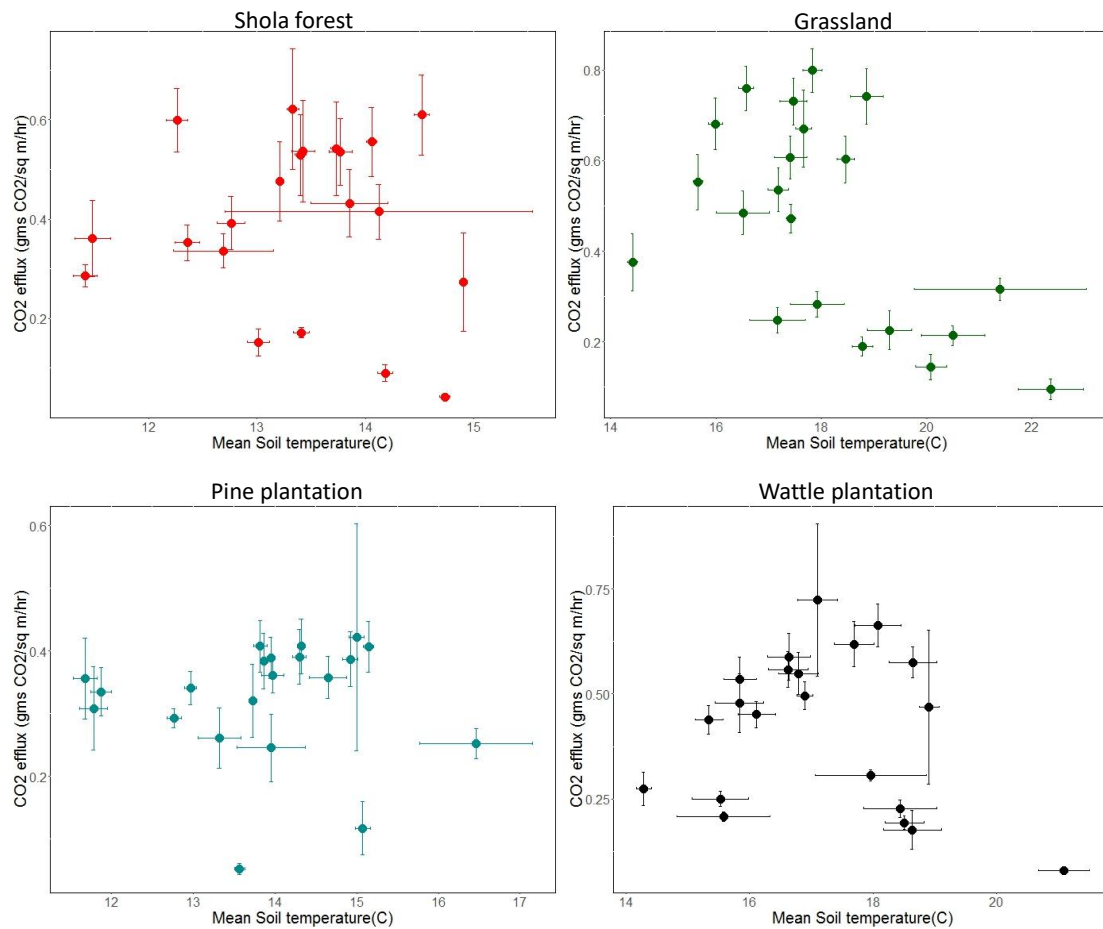 Shola forest
Grassland
CO2 efflux (gms CO2/sq m/hr)
0.6
0.4
0.2
12 13 14 15
Mean Soil temperature(C)
CO2 efflux (gms CO2/sq m/hr)
0.8
0.6
0.4
0.2
14 16 18 20 22
Mean Soil temperature(C)
Pine plantation
Wattle plantation
CO2 efflux (gms CO2/sq m/hr)
0.6
0.4
0.2
12 13 14 15 16 17
Mean Soil temperature(C)
CO2 efflux (gms CO2/sq m/hr)
0.75
0.50
0.25
14 16 18 20
Mean Soil temperature(C)